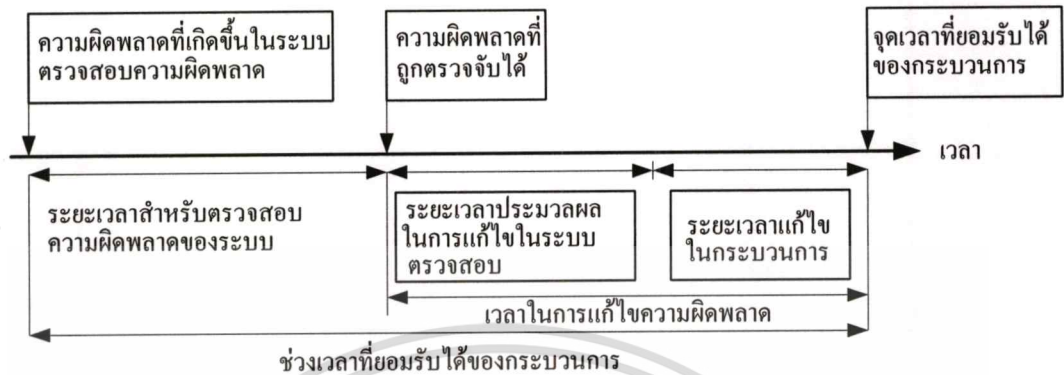 ความผิดพลาดที่เกิดขึ้นในระบบ
ตรวจสอบความผิดพลาด
ความผิดพลาดที่
ถูกตรวจจับได้
จุดเวลาที่ยอมรับได้
ของกระบวนการ
เวลา
ระยะเวลาสำหรับตรวจสอบ
ความผิดพลาดของระบบ
ระยะเวลาประมวลผล
ในการแก้ไขในระบบ
ตรวจสอบ
ระยะเวลาแก้ไข
ในกระบวนการ
เวลาในการแก้ไขความผิดพลาด
ช่วงเวลาที่ยอมรับได้ของกระบวนการ